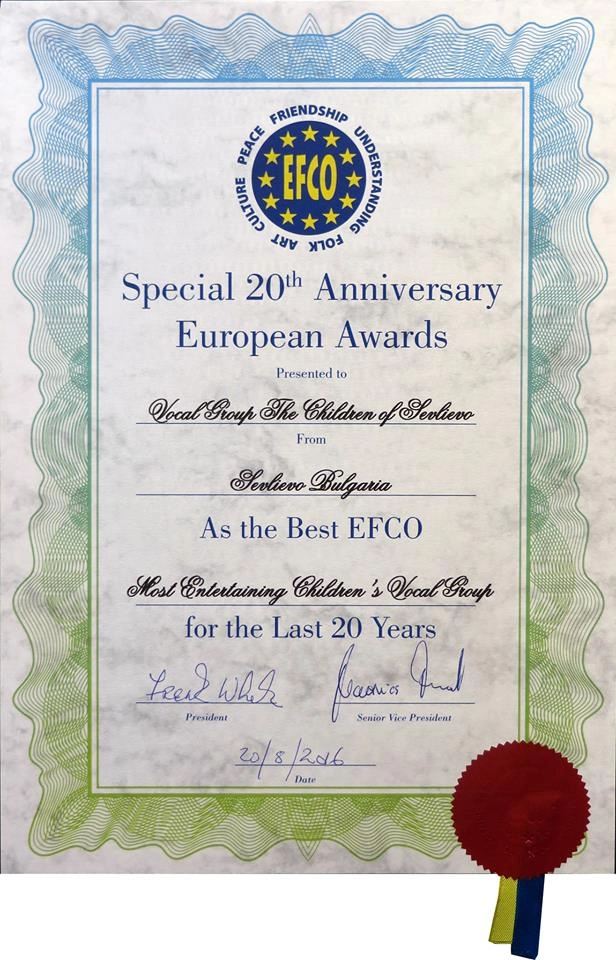 PEACE FRIENDSHIP UNDERSTANDING FOLK ART CULTURE
EFCO
Special 20th Anniversary
European Awards
Presented to
Vocal Group The Children of Sevlievo
From
Sevlievo Bulgaria
As the Best EFCO
Most Entertaining Children's Vocal Group
for the Last 20 Years
President
Senior Vice President
20/8/2016
Date